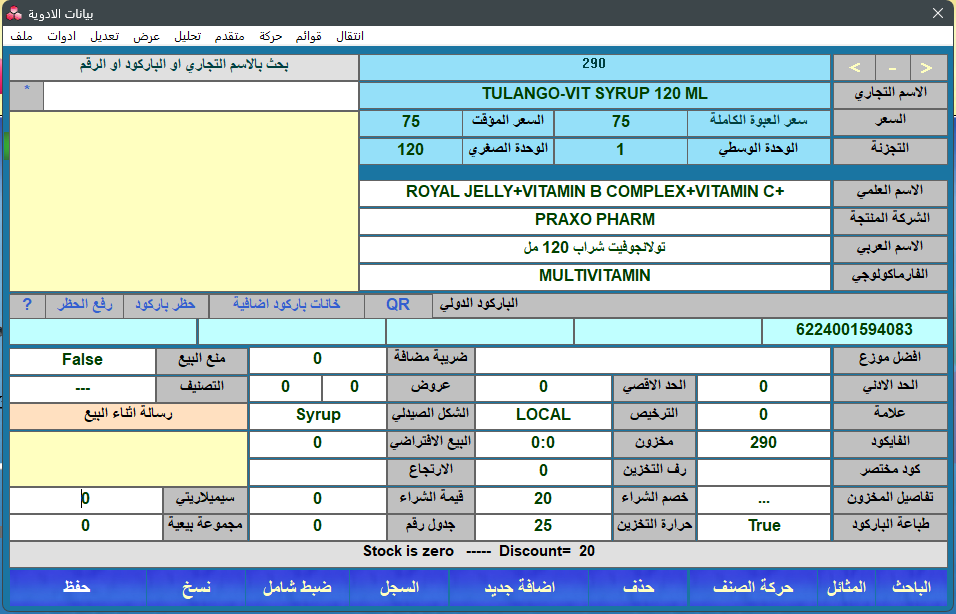 بيانات الادوية
ملف ادوات تعديل عرض تحليل متقدم حركة قوائم انتقال
< - > 290 بحث بالاسم التجاري او الباركود او الرقم
الاسم التجاري TULANGO-VIT SYRUP 120 ML *
السعر سعر العبوة الكاملة 75 السعر المؤقت 75
التجزئة الوحدة الوسطي 1 الوحدة الصغري 120
الاسم العلمي ROYAL JELLY+VITAMIN B COMPLEX+VITAMIN C+
الشركة المنتجة PRAXO PHARM
الاسم العربي تولانجوفيت شراب 120 مل
الفارماكولوجي MULTIVITAMIN
الباركود الدولي QR خانات باركود اضافية حظر باركود رفع الحظر ?
6224001594083
افضل موزع ضريبة مضافة 0 منع البيع False
الحد الادني 0 الحد الاقصي 0 عروض 0 0 التصنيف ---
علامة 0 الترخيص LOCAL الشكل الصيدلي Syrup رسالة اثناء البيع
الفايكود 290 مخزون 0:0 البيع الافتراضي 0
كود مختصر رف التخزين 0 الارتجاع
تفاصيل المخزون ... خصم الشراء 20 قيمة الشراء 0 سيميلاريتي 0
طباعة الباركود True حرارة التخزين 25 جدول رقم 0 مجموعة بيعية 0
Stock is zero ----- Discount= 20
الباحث المثائل حركة الصنف حذف اضافة جديد السجل ضبط شامل نسخ حفظ